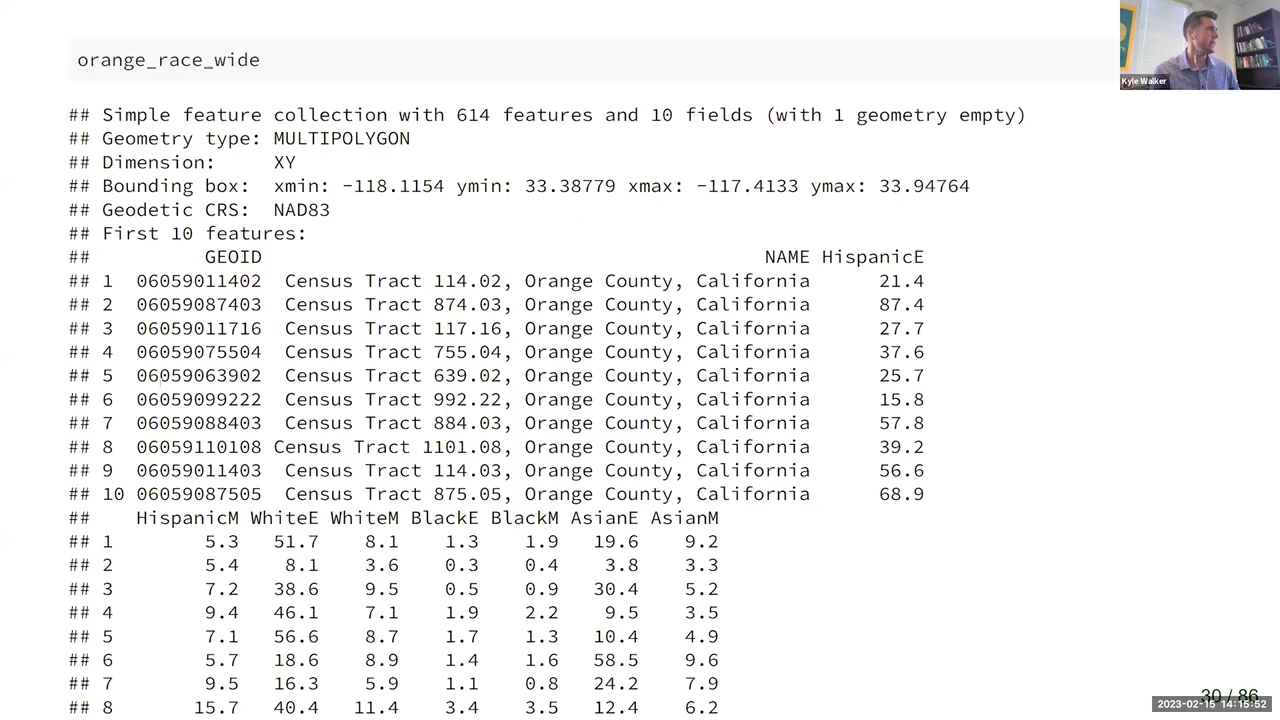 orange_race_wide
Kyle Walker
## Simple feature collection with 614 features and 10 fields (with 1 geometry empty)
## Geometry type: MULTIPOLYGON
## Dimension:     XY
## Bounding box:  xmin: -118.1154 ymin: 33.38779 xmax: -117.4133 ymax: 33.94764
## Geodetic CRS:  NAD83
## First 10 features:
##          GEOID                                            NAME HispanicE
## 1  06059011402  Census Tract 114.02, Orange County, California      21.4
## 2  06059087403  Census Tract 874.03, Orange County, California      87.4
## 3  06059011716  Census Tract 117.16, Orange County, California      27.7
## 4  06059075504  Census Tract 755.04, Orange County, California      37.6
## 5  06059063902  Census Tract 639.02, Orange County, California      25.7
## 6  06059099222  Census Tract 992.22, Orange County, California      15.8
## 7  06059088403  Census Tract 884.03, Orange County, California      57.8
## 8  06059110108 Census Tract 1101.08, Orange County, California      39.2
## 9  06059011403  Census Tract 114.03, Orange County, California      56.6
## 10 06059087505  Census Tract 875.05, Orange County, California      68.9
##    HispanicM WhiteE WhiteM BlackE BlackM AsianE AsianM
## 1        5.3   51.7    8.1    1.3    1.9   19.6    9.2
## 2        5.4    8.1    3.6    0.3    0.4    3.8    3.3
## 3        7.2   38.6    9.5    0.5    0.9   30.4    5.2
## 4        9.4   46.1    7.1    1.9    2.2    9.5    3.5
## 5        7.1   56.6    8.7    1.7    1.3   10.4    4.9
## 6        5.7   18.6    8.9    1.4    1.6   58.5    9.6
## 7        9.5   16.3    5.9    1.1    0.8   24.2    7.9
## 8       15.7   40.4   11.4    3.4    3.5   12.4    6.2
30 / 86
2023-02-15 14:15:52